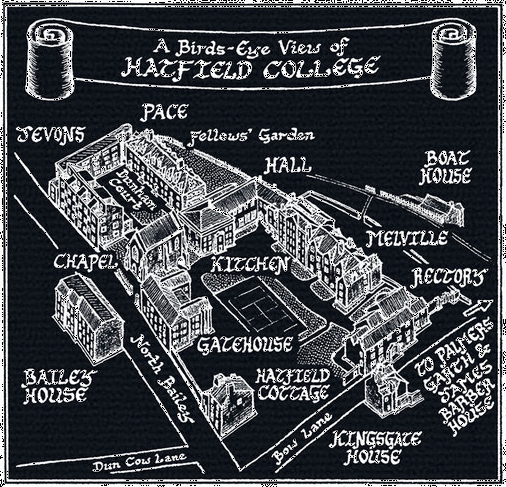 A Birds-Eye View of
HATFIELD COLLEGE
PACE
JEVONS
Fellows' Garden
HALL
BOAT
HOUSE
Dunham
Court
MELVILLE
CHAPEL
KITCHEN
RECTORY
GATEHOUSE
North Bailey
BAILEY
HOUSE
HATFIELD
COTTAGE
TO PALMERS
GARTH &
JAMES
BARBER
HOUSE
Bow Lane
KINGSGATE
HOUSE
Dun Cow Lane